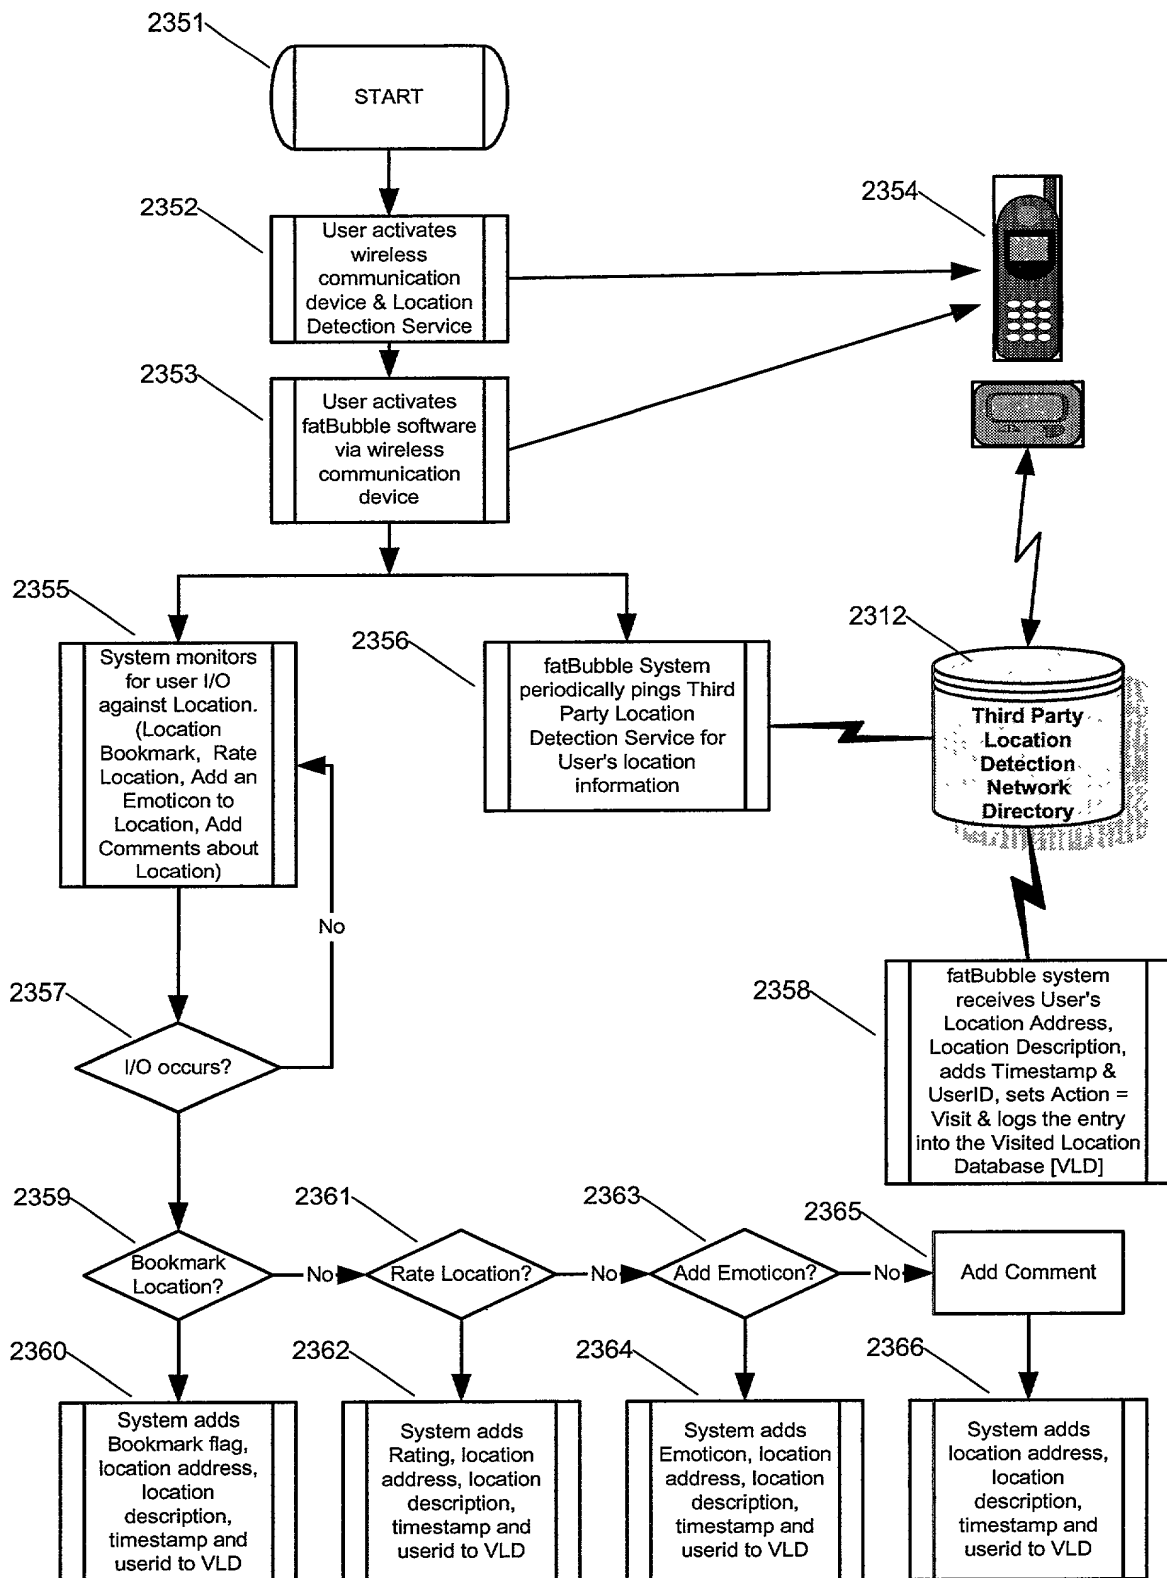 2351
START
2352
User activates
wireless
communication
device & Location
Detection Service
2354
2353
User activates
fatBubble software
via wireless
communication
device
2355
System monitors
for user I/O
against Location.
(Location
Bookmark, Rate
Location, Add an
Emoticon to
Location, Add
Comments about
Location)
2356
fatBubble System
periodically pings Third
Party Location
Detection Service for
User's location
information
2312
Third Party
Location
Detection
Network
Directory
No
2357
I/O occurs?
2358
fatBubble system
receives User's
Location Address,
Location Description,
adds Timestamp &
UserID, sets Action =
Visit & logs the entry
into the Visited Location
Database [VLD]
2359
Bookmark
Location?
No
2361
Rate Location?
No
2363
Add Emoticon?
No
2365
Add Comment
2360
System adds
Bookmark flag,
location address,
location
description,
timestamp and
userid to VLD
2362
System adds
Rating, location
address, location
description,
timestamp and
userid to VLD
2364
System adds
Emoticon, location
address, location
description,
timestamp and
userid to VLD
2366
System adds
location address,
location
description,
timestamp and
userid to VLD